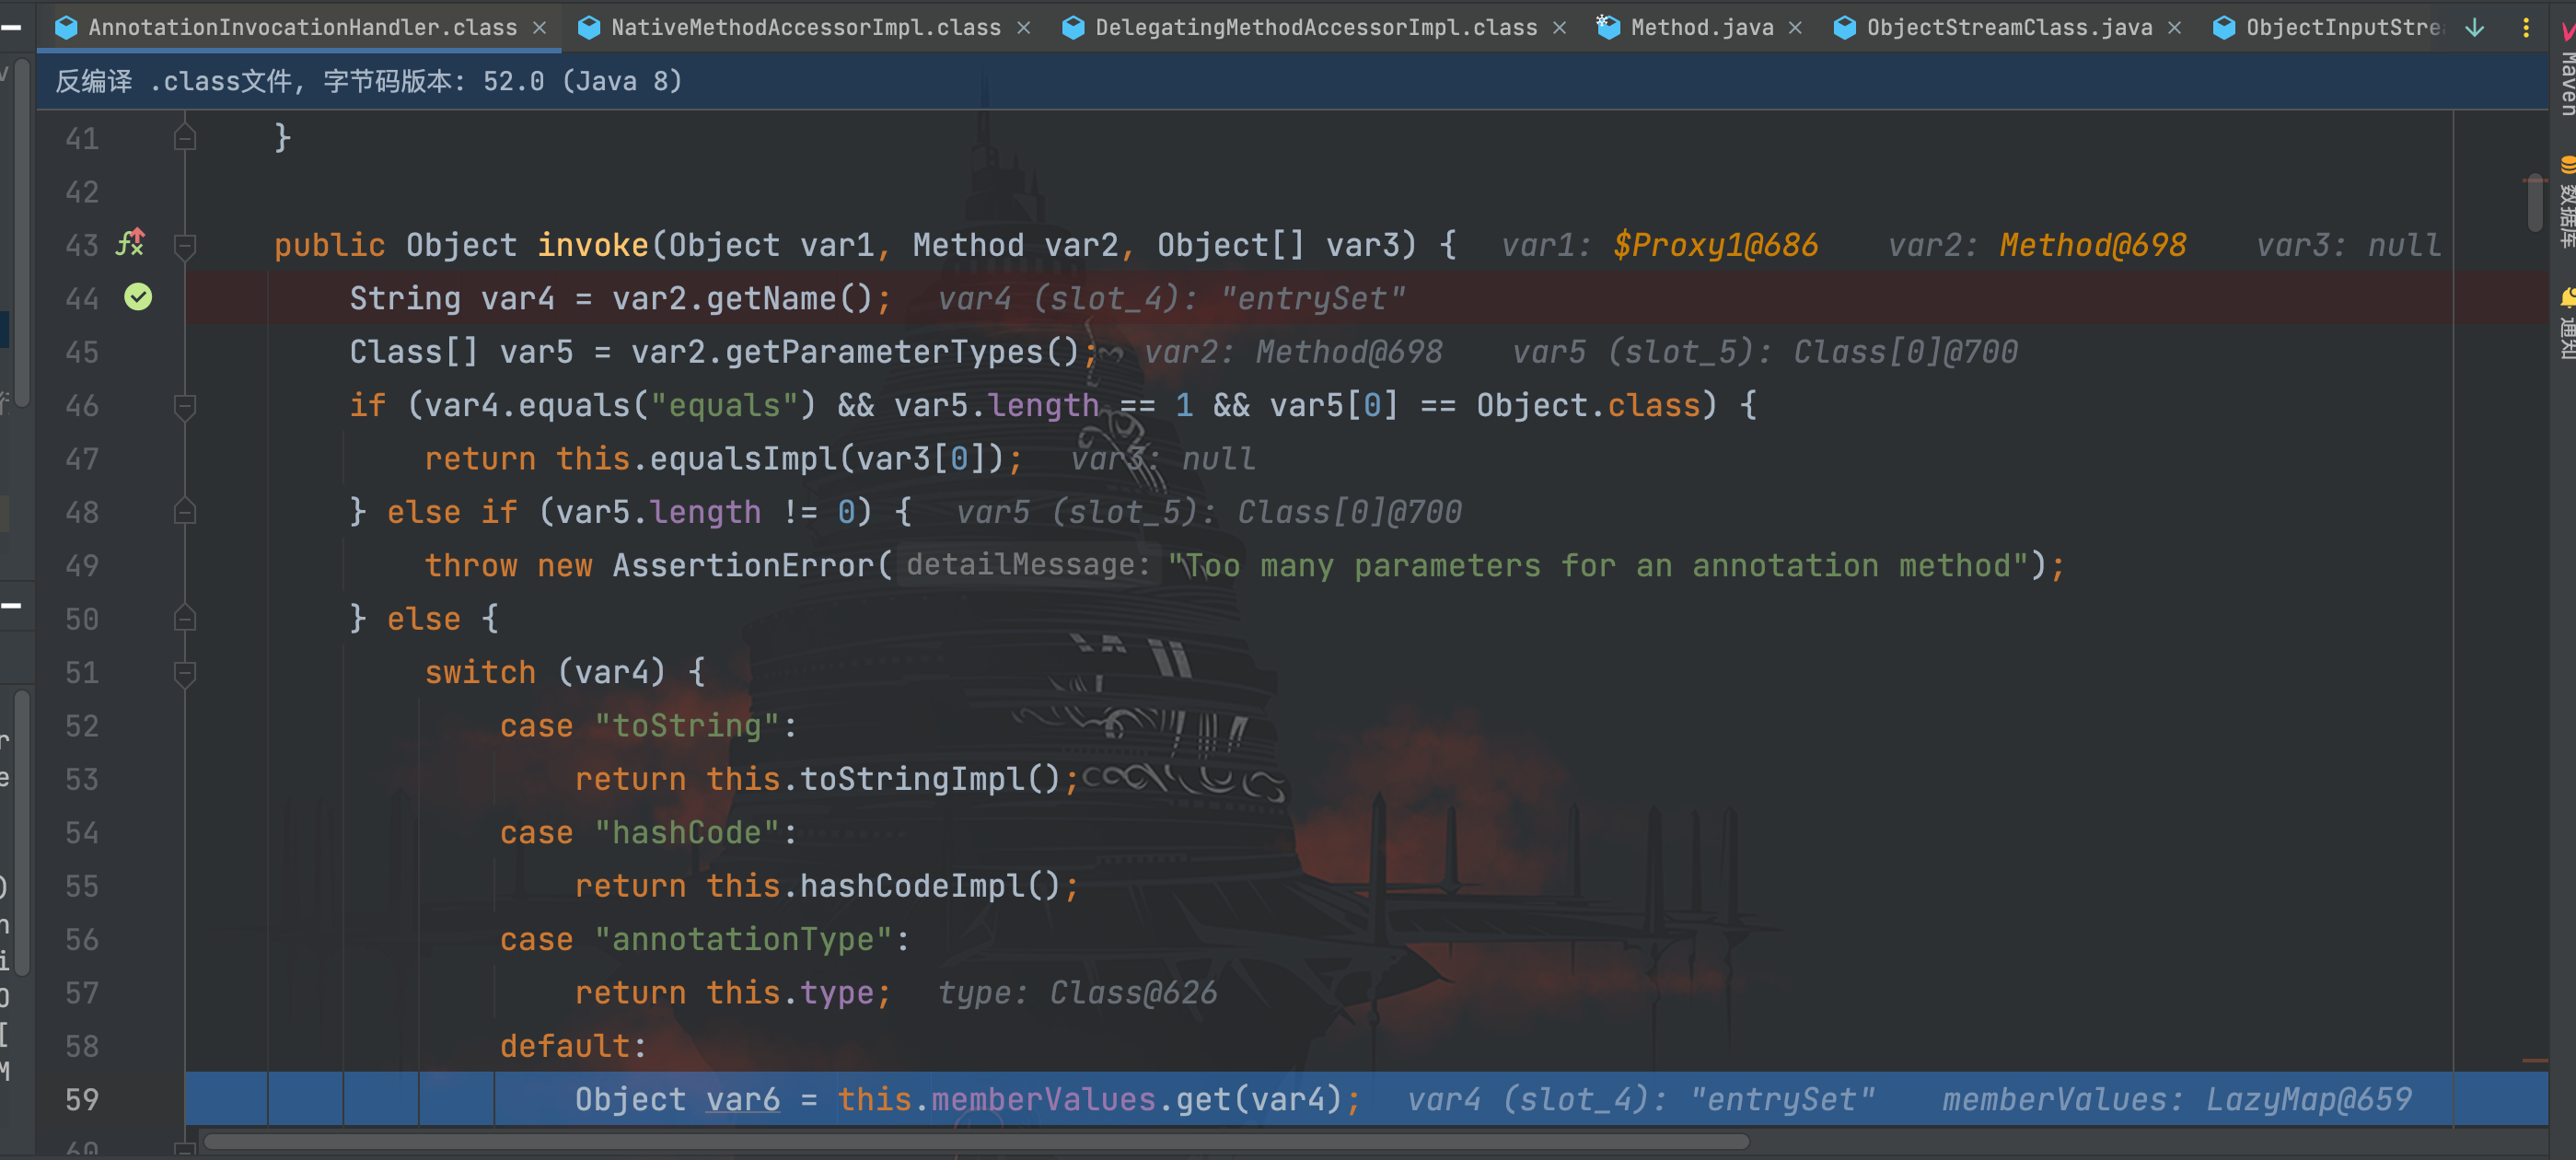 AnnotationInvocationHandler.class NativeMethodAccessorImpl.class DelegatingMethodAccessorImpl.class Method.java ObjectStreamClass.java ObjectInputStre
Maven
数据库
通知
反编译 .class文件, 字节码版本: 52.0 (Java 8)
41 }
42
43 public Object invoke(Object var1, Method var2, Object[] var3) { var1: $Proxy1@686 var2: Method@698 var3: null
44 String var4 = var2.getName(); var4 (slot_4): "entrySet"
45 Class[] var5 = var2.getParameterTypes(); var2: Method@698 var5 (slot_5): Class[0]@700
46 if (var4.equals("equals") && var5.length == 1 && var5[0] == Object.class) {
47 return this.equalsImpl(var3[0]); var3: null
48 } else if (var5.length != 0) { var5 (slot_5): Class[0]@700
49 throw new AssertionError( detailMessage: "Too many parameters for an annotation method");
50 } else {
51 switch (var4) {
52 case "toString":
53 return this.toStringImpl();
54 case "hashCode":
55 return this.hashCodeImpl();
56 case "annotationType":
57 return this.type; type: Class@626
58 default:
59 Object var6 = this.memberValues.get(var4); var4 (slot_4): "entrySet" memberValues: LazyMap@659
60